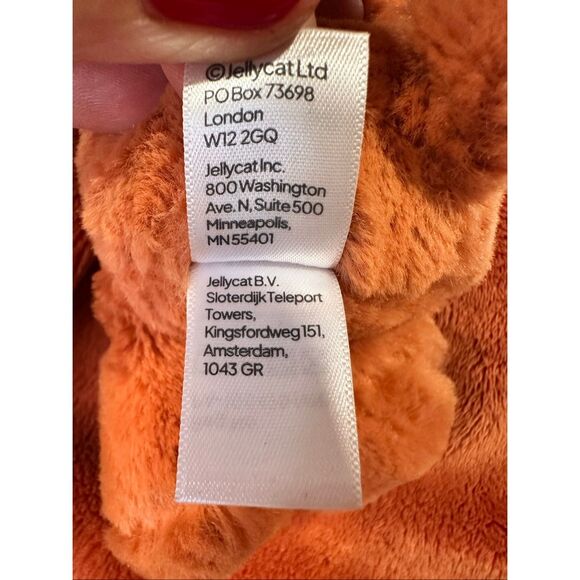 ©Jellycat Ltd
PO Box 73698
London
W12 2GQ
Jellycat Inc.
800 Washington
Ave. N, Suite 500
Minneapolis,
MN 55401
Jellycat B.V.
Sloterdijk Teleport
Towers,
Kingsfordweg 151,
Amsterdam,
1043 GR